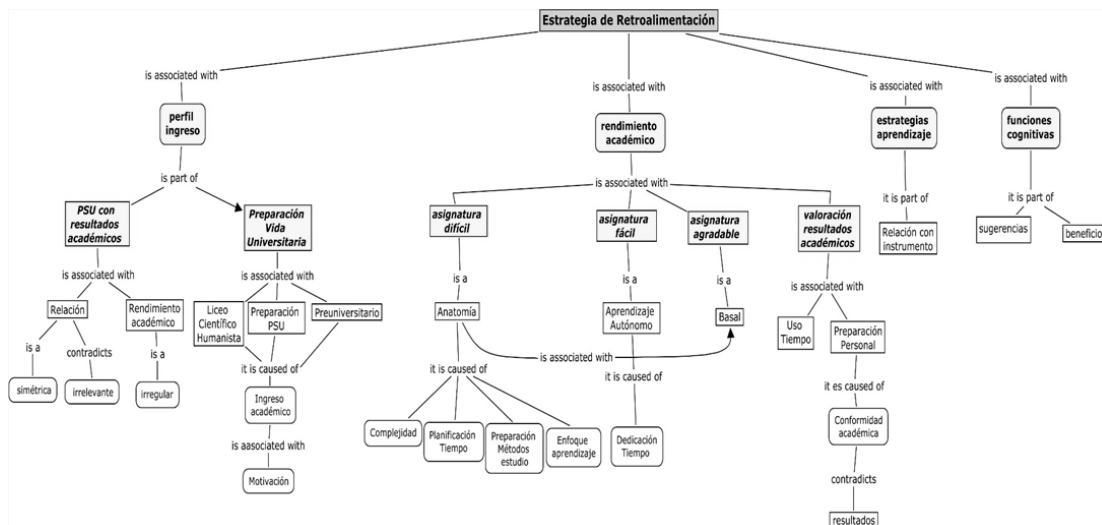 Estrategia de Retroalimentación
is associated with
is associated with
is associated with
is associated with
perfil
ingreso
rendimiento
académico
estrategias
aprendizaje
funciones
cognitivas
is part of
is associated with
it is part of
it is part of
PSU con
resultados
académicos
Preparación
Vida
Universitaria
asignatura
difícil
asignatura
fácil
asignatura
agradable
valoración
resultados
académicos
Relación con
instrumento
sugerencias
beneficio
is associated with
is associated with
is a
is a
is a
is associated with
Relación
Rendimiento
académico
Liceo
Científico
Humanista
Preparación
PSU
Preuniversitario
Anatomía
Aprendizaje
Autónomo
Basal
Uso
Tiempo
Preparación
Personal
is a
contradicts
is a
it is caused of
is associated with
it is caused of
it is caused of
it es caused of
simétrica
irrelevante
irregular
Ingreso
académico
Complejidad
Planificación
Tiempo
Preparación
Métodos
estudio
Enfoque
aprendizaje
Dedicación
Tiempo
Conformidad
académica
is aasociated with
Motivación
contradicts
resultados